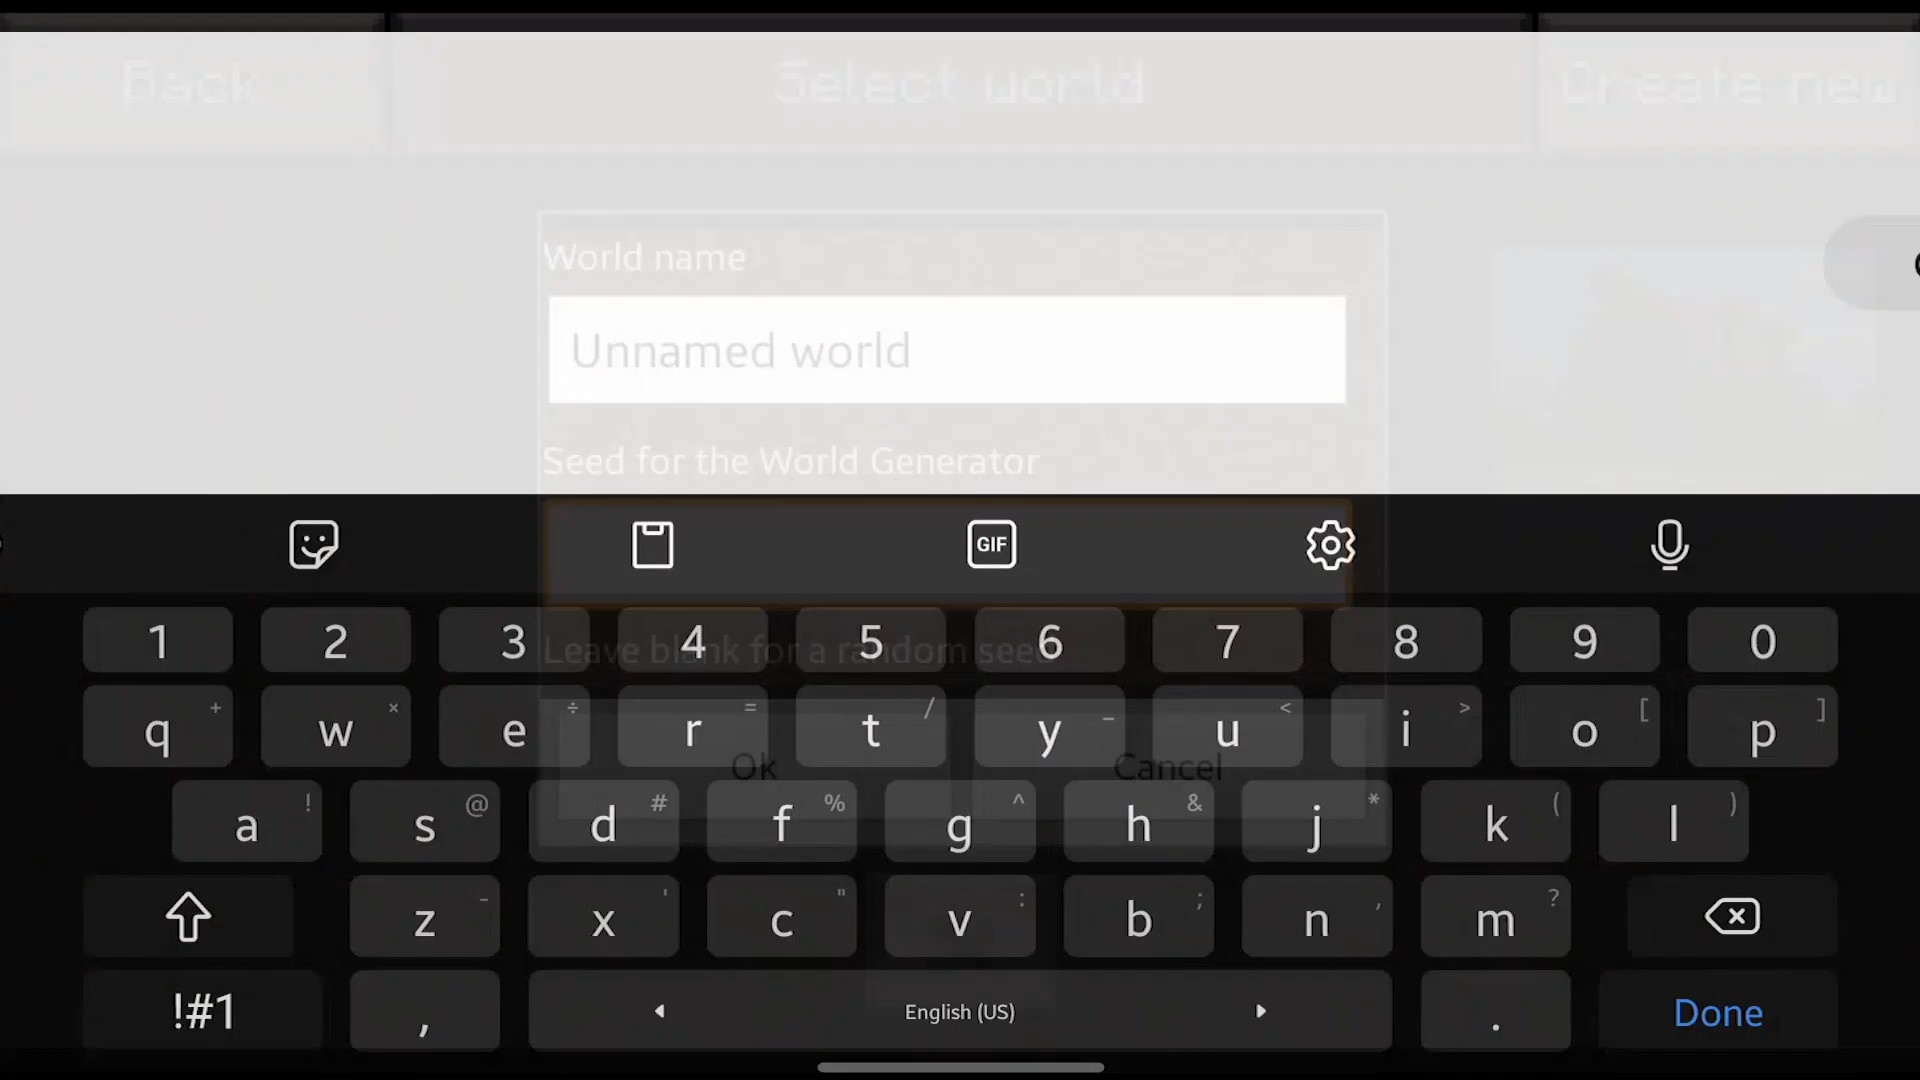 Back Select world Create new
World name
Unnamed world
Seed for the World Generator
GIF
1 2 3 4 5 6 7 8 9 0
Leave blank for a random seed
q + w × e ÷ r = t / y _ u < i > o [ p ]
Ok Cancel
a ! s @ d # f % g ^ h & j * k ( l )
z - x ' c " v : b ; n , m ?
!#1 , English (US) . Done